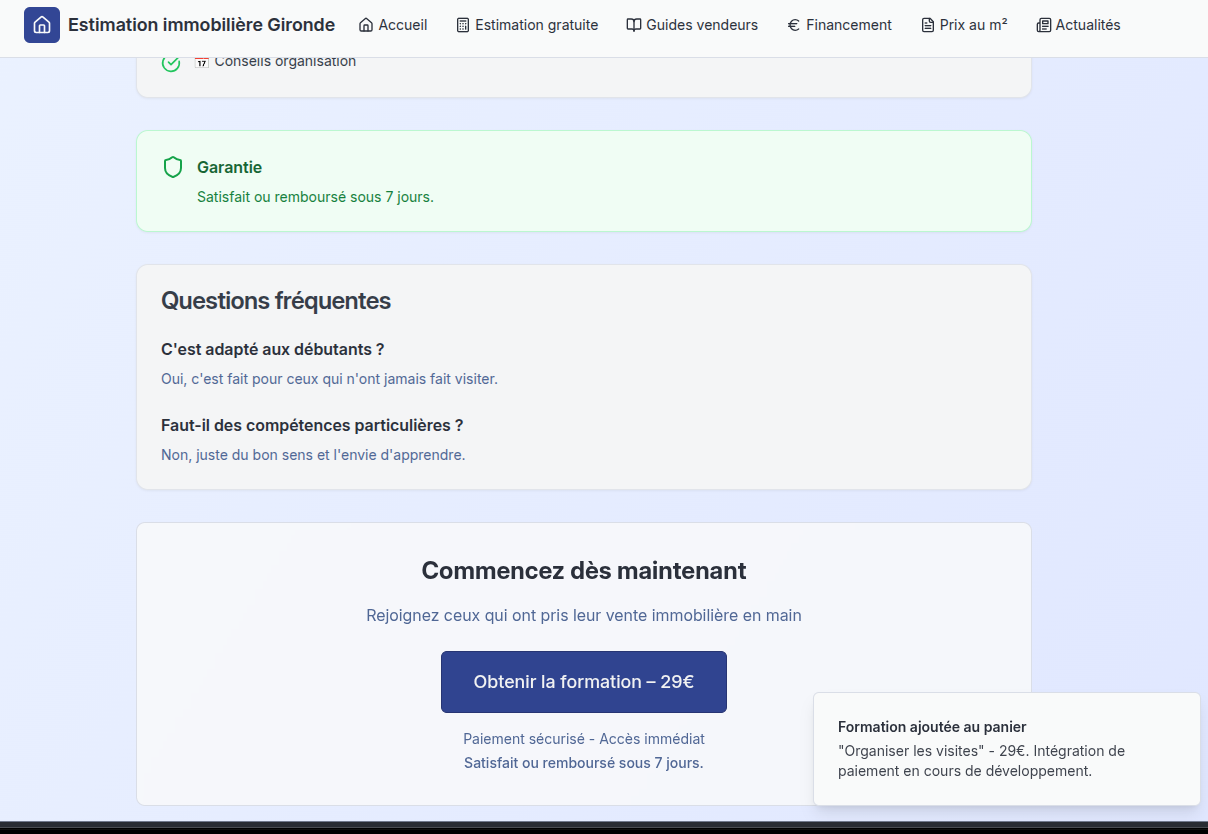 Estimation immobilière Gironde
Accueil
Estimation gratuite
Guides vendeurs
Financement
Prix au m²
Actualités
Conseils organisation
Garantie
Satisfait ou remboursé sous 7 jours.
Questions fréquentes
C'est adapté aux débutants ?
Oui, c'est fait pour ceux qui n'ont jamais fait visiter.
Faut-il des compétences particulières ?
Non, juste du bon sens et l'envie d'apprendre.
Commencez dès maintenant
Rejoignez ceux qui ont pris leur vente immobilière en main
Obtenir la formation – 29€
Paiement sécurisé - Accès immédiat
Satisfait ou remboursé sous 7 jours.
Formation ajoutée au panier
"Organiser les visites" - 29€. Intégration de
paiement en cours de développement.